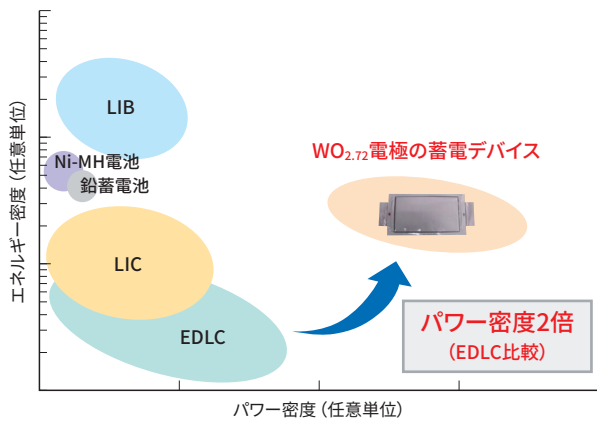 エネルギー密度（任意単位）
LIB
Ni-MH電池
鉛蓄電池
LIC
EDLC
WO2.72電極の蓄電デバイス
パワー密度2倍
（EDLC比較）
パワー密度（任意単位）